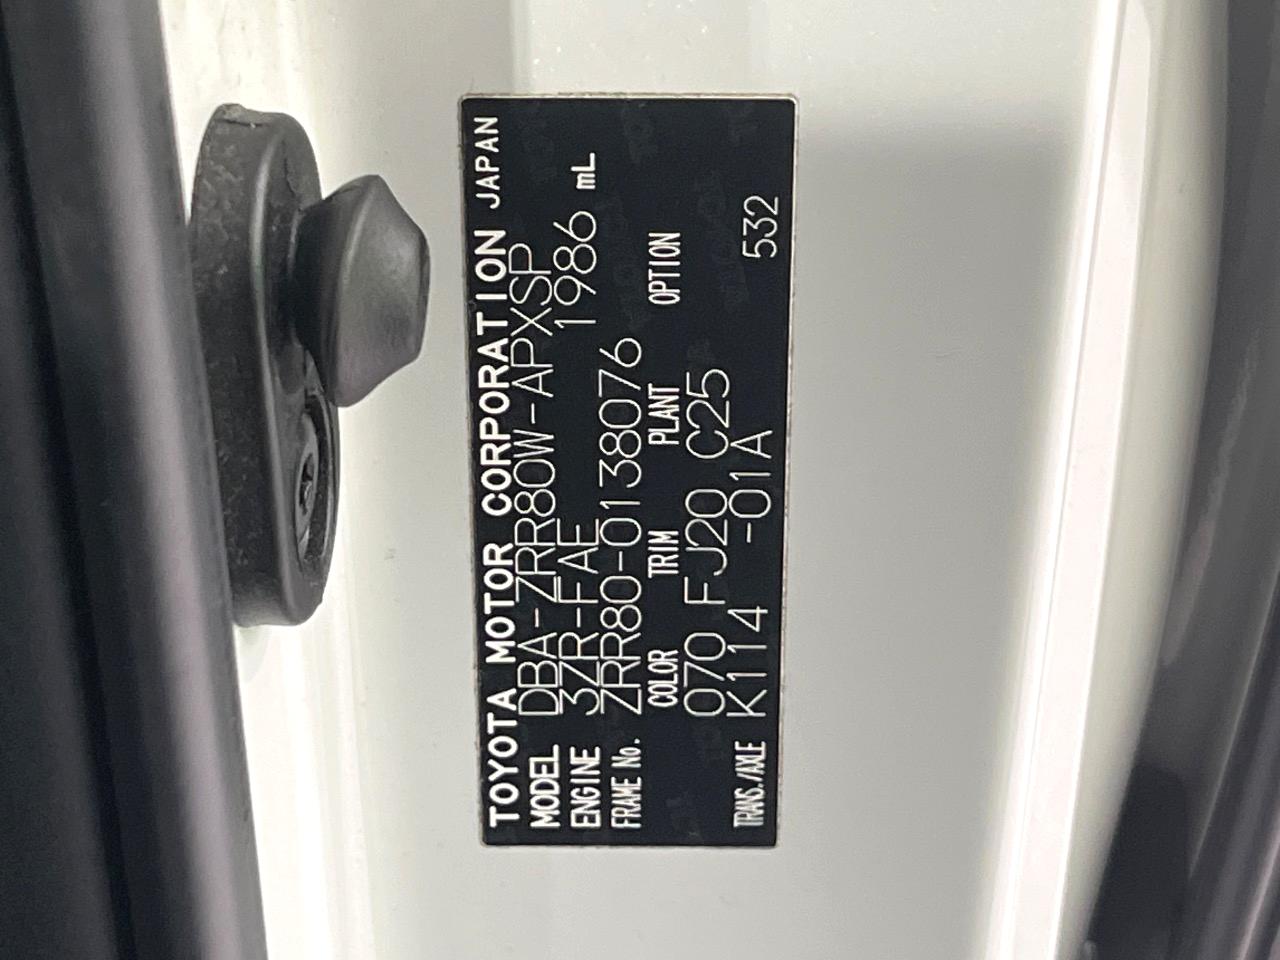 TOYOTA MOTOR CORPORATION JAPAN
MODEL DBA-ZRR80W-APXSP
ENGINE 3ZR-FAE 1986 mL
FRAME No. ZRR80-0138076
COLOR TRIM PLANT OPTION
070 FJ20 C25
TRANS./AXLE K114 -01A 532